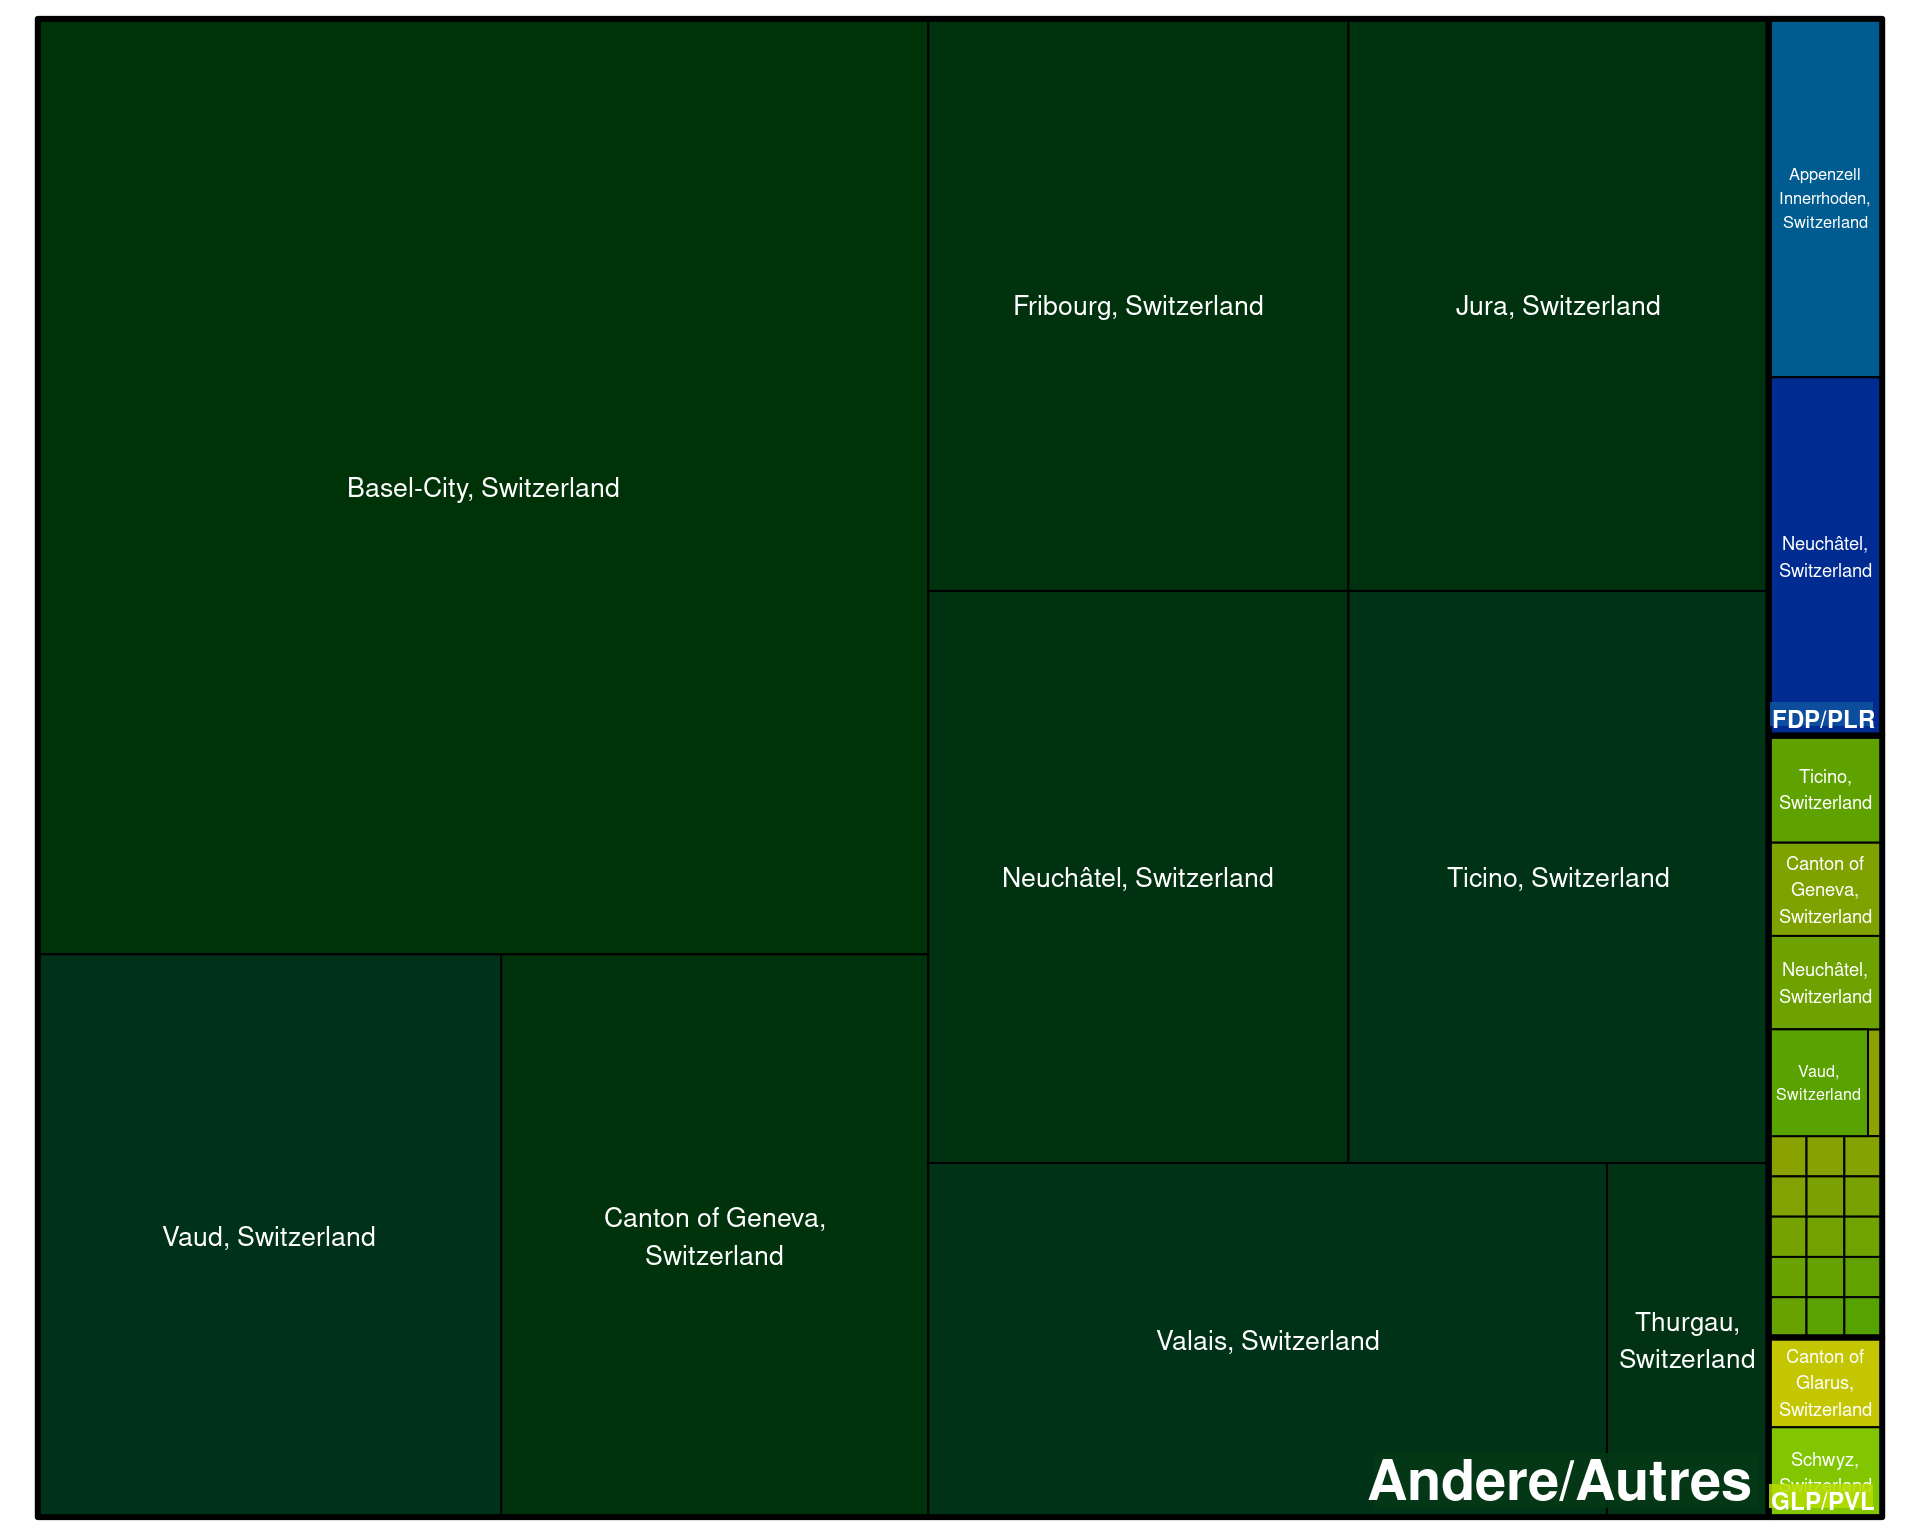 Basel-City, Switzerland
Fribourg, Switzerland
Jura, Switzerland
Neuchâtel, Switzerland
Ticino, Switzerland
Vaud, Switzerland
Canton of Geneva,
Switzerland
Valais, Switzerland
Thurgau,
Switzerland
Andere/Autres
Appenzell
Innerrhoden,
Switzerland
Neuchâtel,
Switzerland
FDP/PLR
Ticino,
Switzerland
Canton of
Geneva,
Switzerland
Neuchâtel,
Switzerland
Vaud,
Switzerland
Canton of
Glarus,
Switzerland
Schwyz,
Switzerland
GLP/PVL